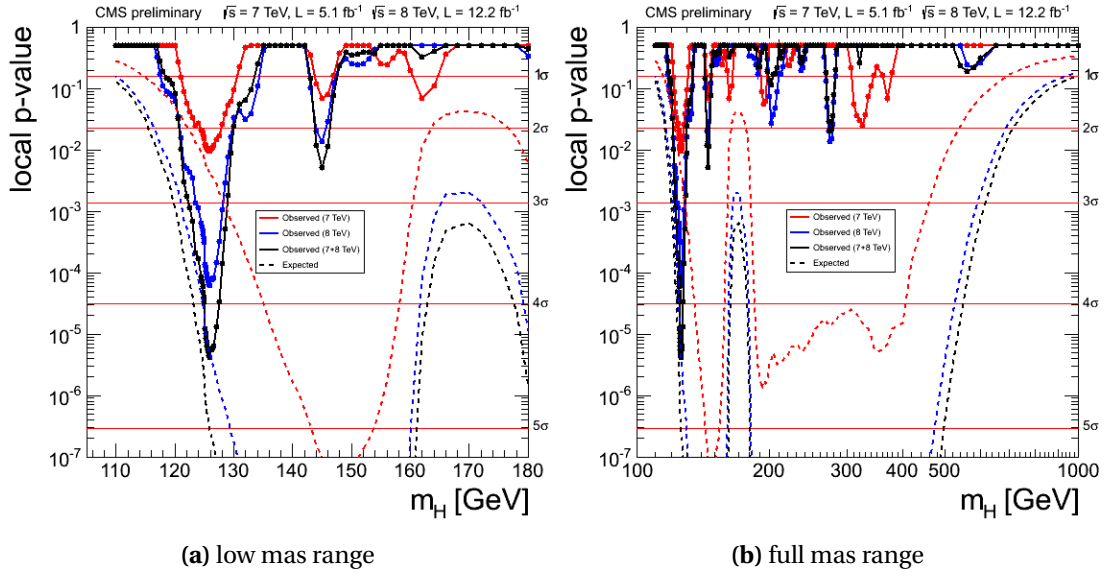 CMS preliminary √s = 7 TeV, L = 5.1 fb⁻¹ √s = 8 TeV, L = 12.2 fb⁻¹
local p-value
1
10⁻¹
10⁻²
10⁻³
10⁻⁴
10⁻⁵
10⁻⁶
10⁻⁷
1σ
2σ
3σ
4σ
5σ
Observed (7 TeV)
Observed (8 TeV)
Observed (7+8 TeV)
Expected
110 120 130 140 150 160 170 180
m_H [GeV]
(a) low mas range
CMS preliminary √s = 7 TeV, L = 5.1 fb⁻¹ √s = 8 TeV, L = 12.2 fb⁻¹
local p-value
1
10⁻¹
10⁻²
10⁻³
10⁻⁴
10⁻⁵
10⁻⁶
10⁻⁷
1σ
2σ
3σ
4σ
5σ
Observed (7 TeV)
Observed (8 TeV)
Observed (7+8 TeV)
Expected
100 200 300 400 500 1000
m_H [GeV]
(b) full mas range